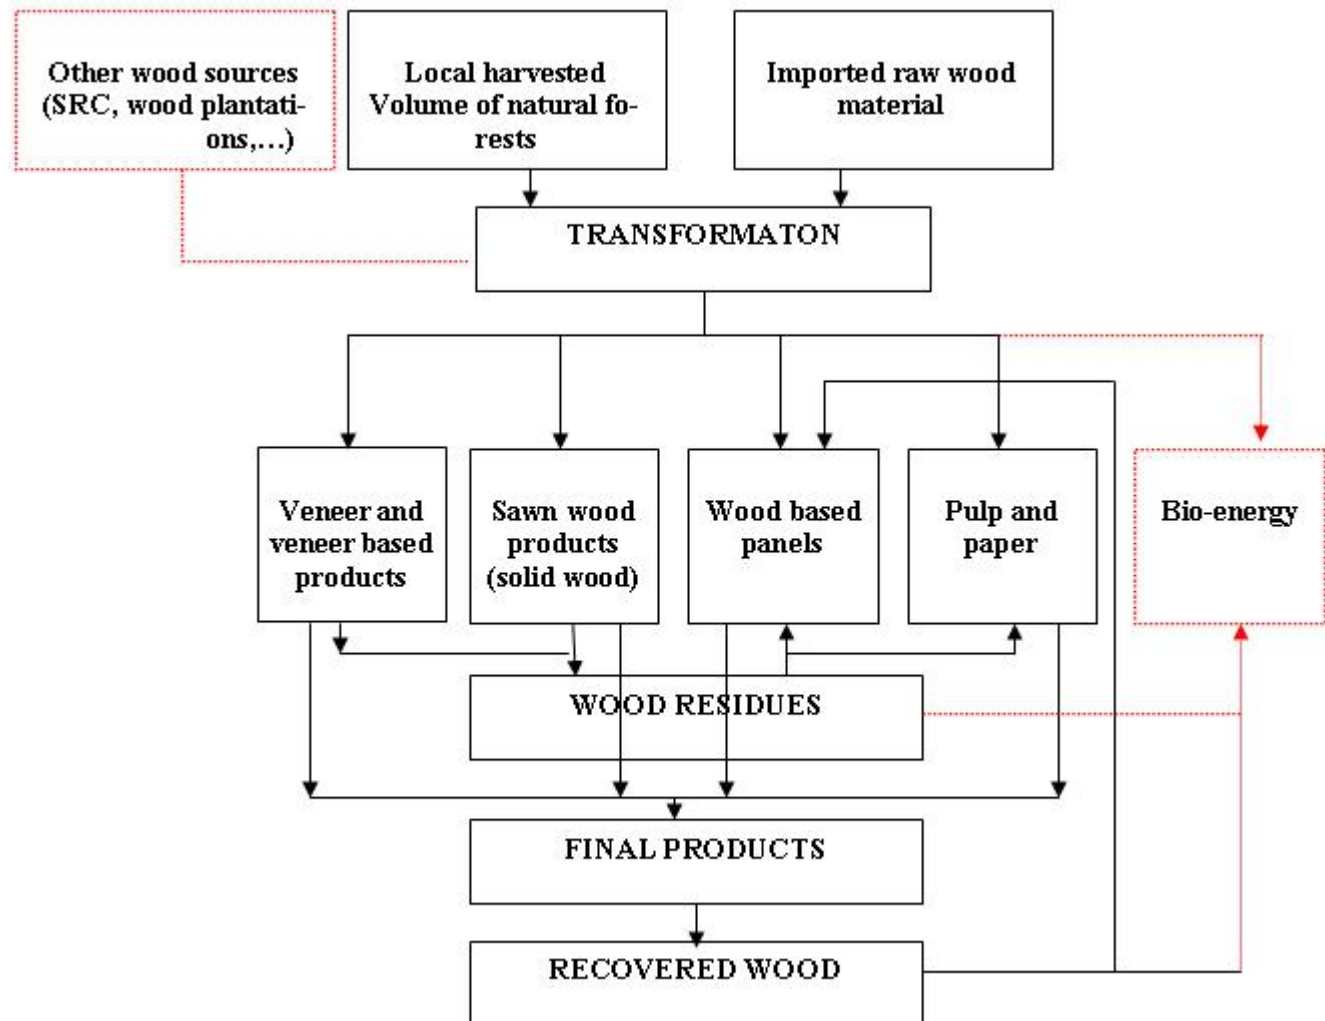 Other wood sources
(SRC, wood plantati-
ons,...)
Local harvested
Volume of natural fo-
rests
Imported raw wood
material
TRANSFORMATON
Veneer and
veneer based
products
Sawn wood
products
(solid wood)
Wood based
panels
Pulp and
paper
Bio-energy
WOOD RESIDUES
FINAL PRODUCTS
RECOVERED WOOD